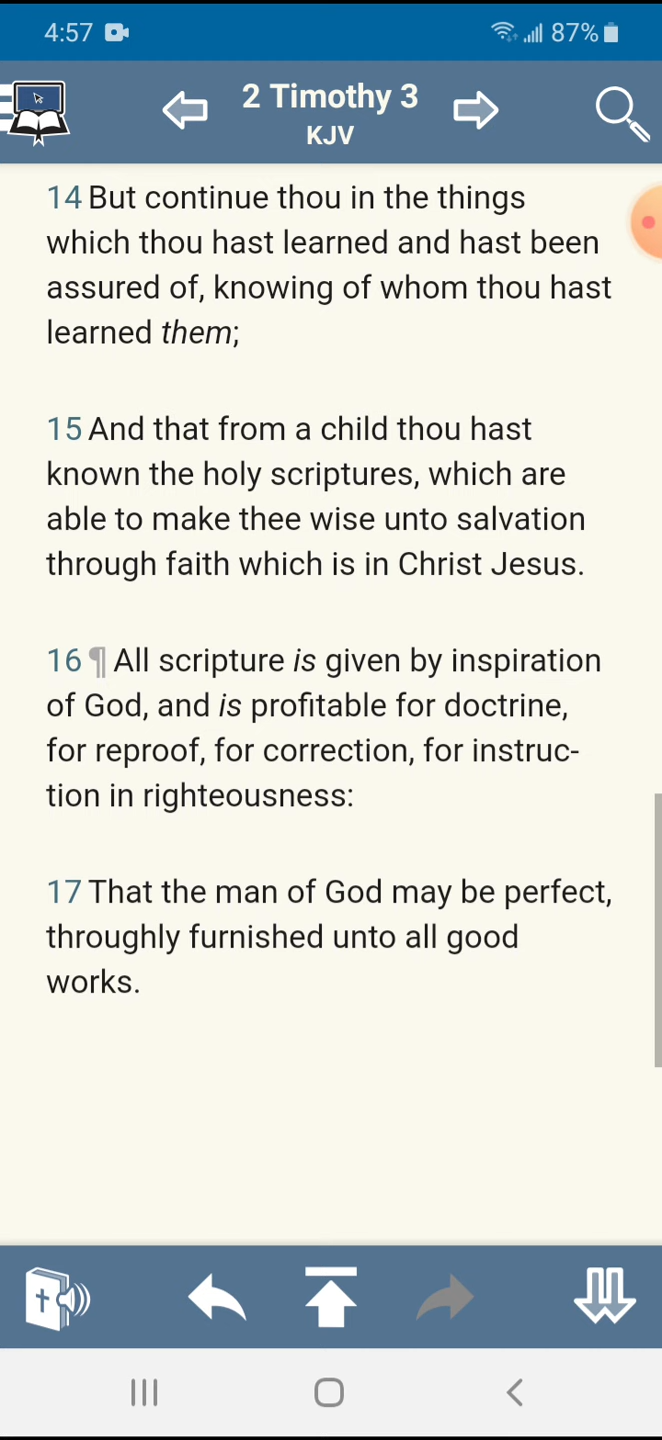 4:57 87%
2 Timothy 3
KJV
14 But continue thou in the things
which thou hast learned and hast been
assured of, knowing of whom thou hast
learned them;
15 And that from a child thou hast
known the holy scriptures, which are
able to make thee wise unto salvation
through faith which is in Christ Jesus.
16 ¶ All scripture is given by inspiration
of God, and is profitable for doctrine,
for reproof, for correction, for instruc-
tion in righteousness:
17 That the man of God may be perfect,
throughly furnished unto all good
works.